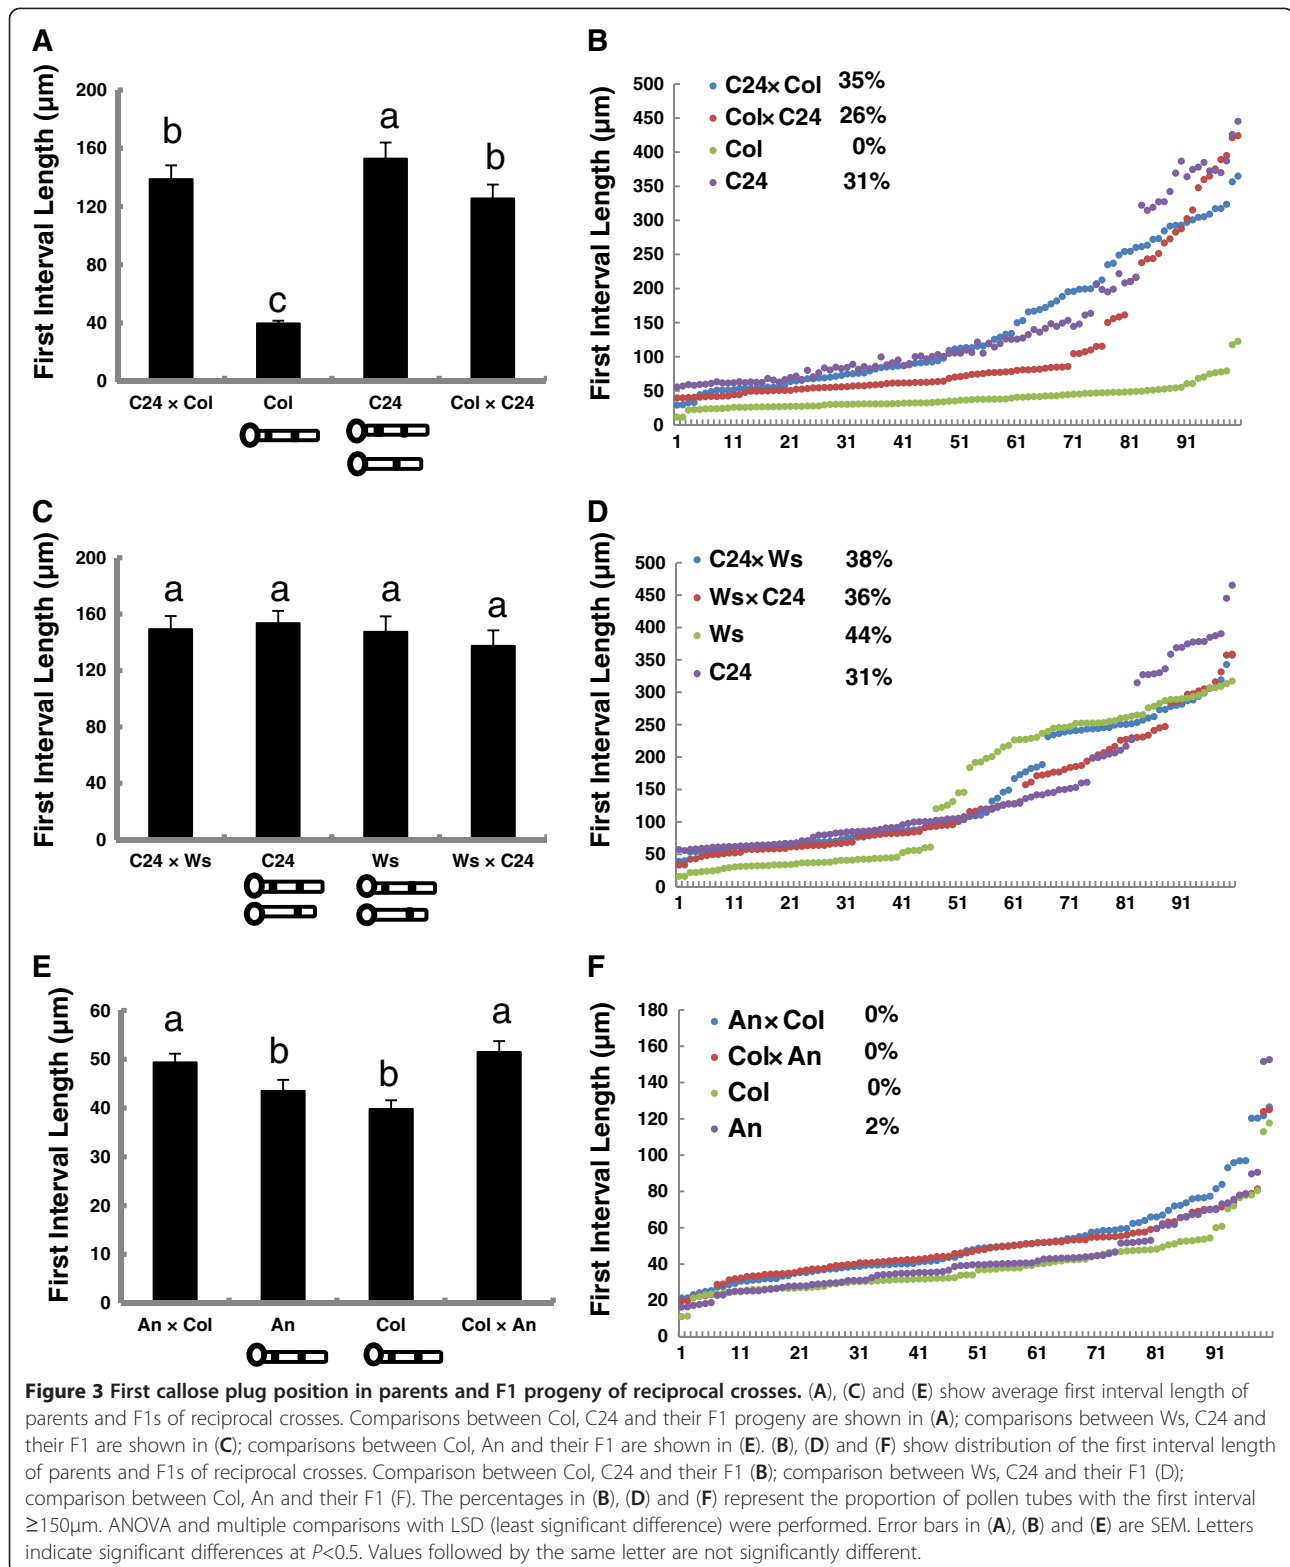 A
First Interval Length (µm)
200
160
120
80
40
0
b
c
a
b
C24 × Col
Col
C24
Col × C24
B
First Interval Length (µm)
500
450
400
350
300
250
200
150
100
50
0
C24× Col 35%
Col× C24 26%
Col 0%
C24 31%
1 11 21 31 41 51 61 71 81 91
C
First Interval Length (µm)
200
160
120
80
40
0
a
a
a
a
C24 × Ws
C24
Ws
Ws × C24
D
First Interval Length (µm)
500
450
400
350
300
250
200
150
100
50
0
C24× Ws 38%
Ws× C24 36%
Ws 44%
C24 31%
1 11 21 31 41 51 61 71 81 91
E
First Interval Length (µm)
60
50
40
30
20
10
0
a
b
b
a
An × Col
An
Col
Col × An
F
First Interval Length (µm)
180
160
140
120
100
80
60
40
20
0
An× Col 0%
Col× An 0%
Col 0%
An 2%
1 11 21 31 41 51 61 71 81 91
Figure 3 First callose plug position in parents and F1 progeny of reciprocal crosses. (A), (C) and (E) show average first interval length of
parents and F1s of reciprocal crosses. Comparisons between Col, C24 and their F1 progeny are shown in (A); comparisons between Ws, C24 and
their F1 are shown in (C); comparisons between Col, An and their F1 are shown in (E). (B), (D) and (F) show distribution of the first interval length
of parents and F1s of reciprocal crosses. Comparison between Col, C24 and their F1 (B); comparison between Ws, C24 and their F1 (D);
comparison between Col, An and their F1 (F). The percentages in (B), (D) and (F) represent the proportion of pollen tubes with the first interval
≥150µm. ANOVA and multiple comparisons with LSD (least significant difference) were performed. Error bars in (A), (B) and (E) are SEM. Letters
indicate significant differences at P<0.5. Values followed by the same letter are not significantly different.